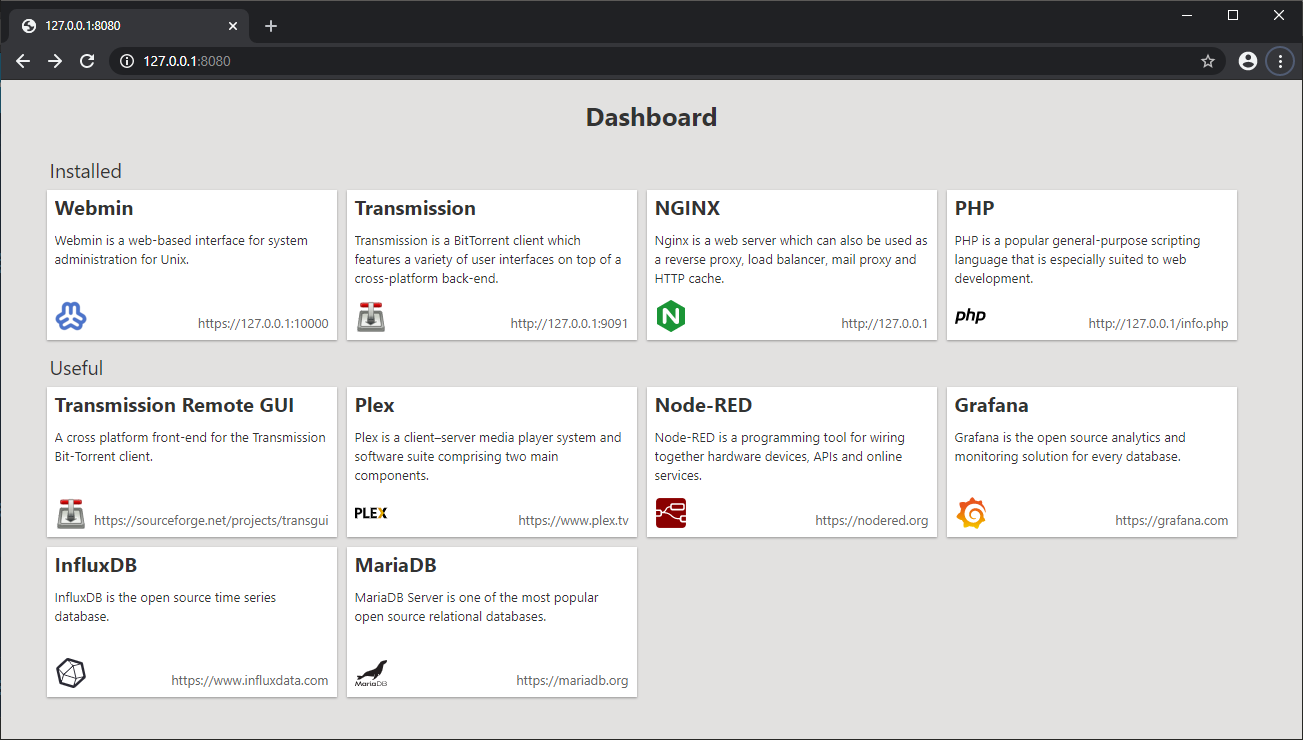 127.0.0.1:8080
127.0.0.1:8080
Dashboard
Installed
Webmin
Webmin is a web-based interface for system
administration for Unix.
https://127.0.0.1:10000
Transmission
Transmission is a BitTorrent client which
features a variety of user interfaces on top of a
cross-platform back-end.
http://127.0.0.1:9091
NGINX
Nginx is a web server which can also be used as
a reverse proxy, load balancer, mail proxy and
HTTP cache.
N
http://127.0.0.1
PHP
PHP is a popular general-purpose scripting
language that is especially suited to web
development.
php
http://127.0.0.1/info.php
Useful
Transmission Remote GUI
A cross platform front-end for the Transmission
Bit-Torrent client.
https://sourceforge.net/projects/transgui
Plex
Plex is a client–server media player system and
software suite comprising two main
components.
PLEX
https://www.plex.tv
Node-RED
Node-RED is a programming tool for wiring
together hardware devices, APIs and online
services.
https://nodered.org
Grafana
Grafana is the open source analytics and
monitoring solution for every database.
https://grafana.com
InfluxDB
InfluxDB is the open source time series
database.
https://www.influxdata.com
MariaDB
MariaDB Server is one of the most popular
open source relational databases.
MariaDB
https://mariadb.org